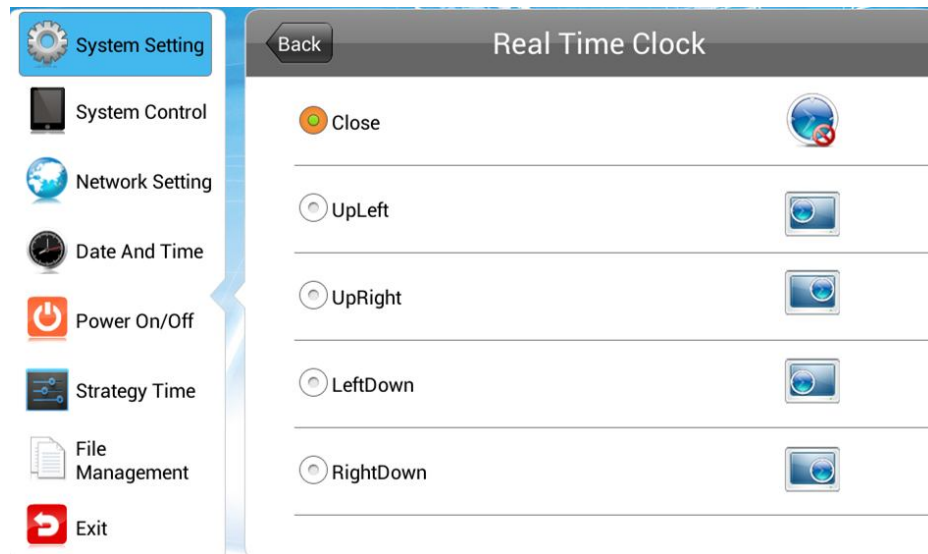 System Setting
System Control
Network Setting
Date And Time
Power On/Off
Strategy Time
File
Management
Exit
Back
Real Time Clock
Close
UpLeft
UpRight
LeftDown
RightDown